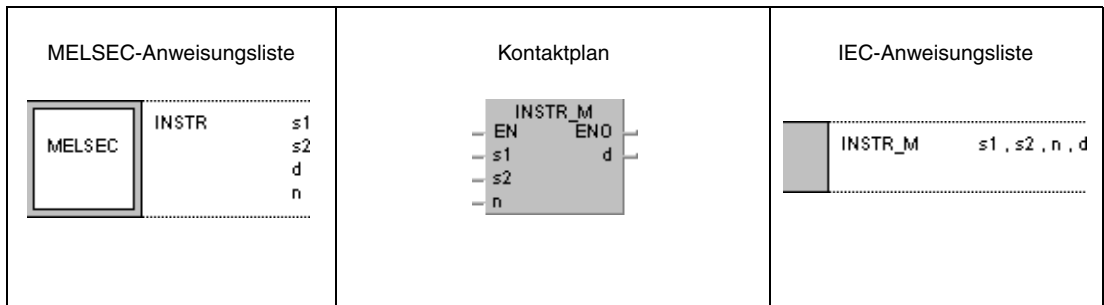 MELSEC-Anweisungsliste
MELSEC
INSTR s1
s2
d
n
Kontaktplan
INSTR_M
EN ENO
s1 d
s2
n
IEC-Anweisungsliste
INSTR_M s1 , s2 , n , d